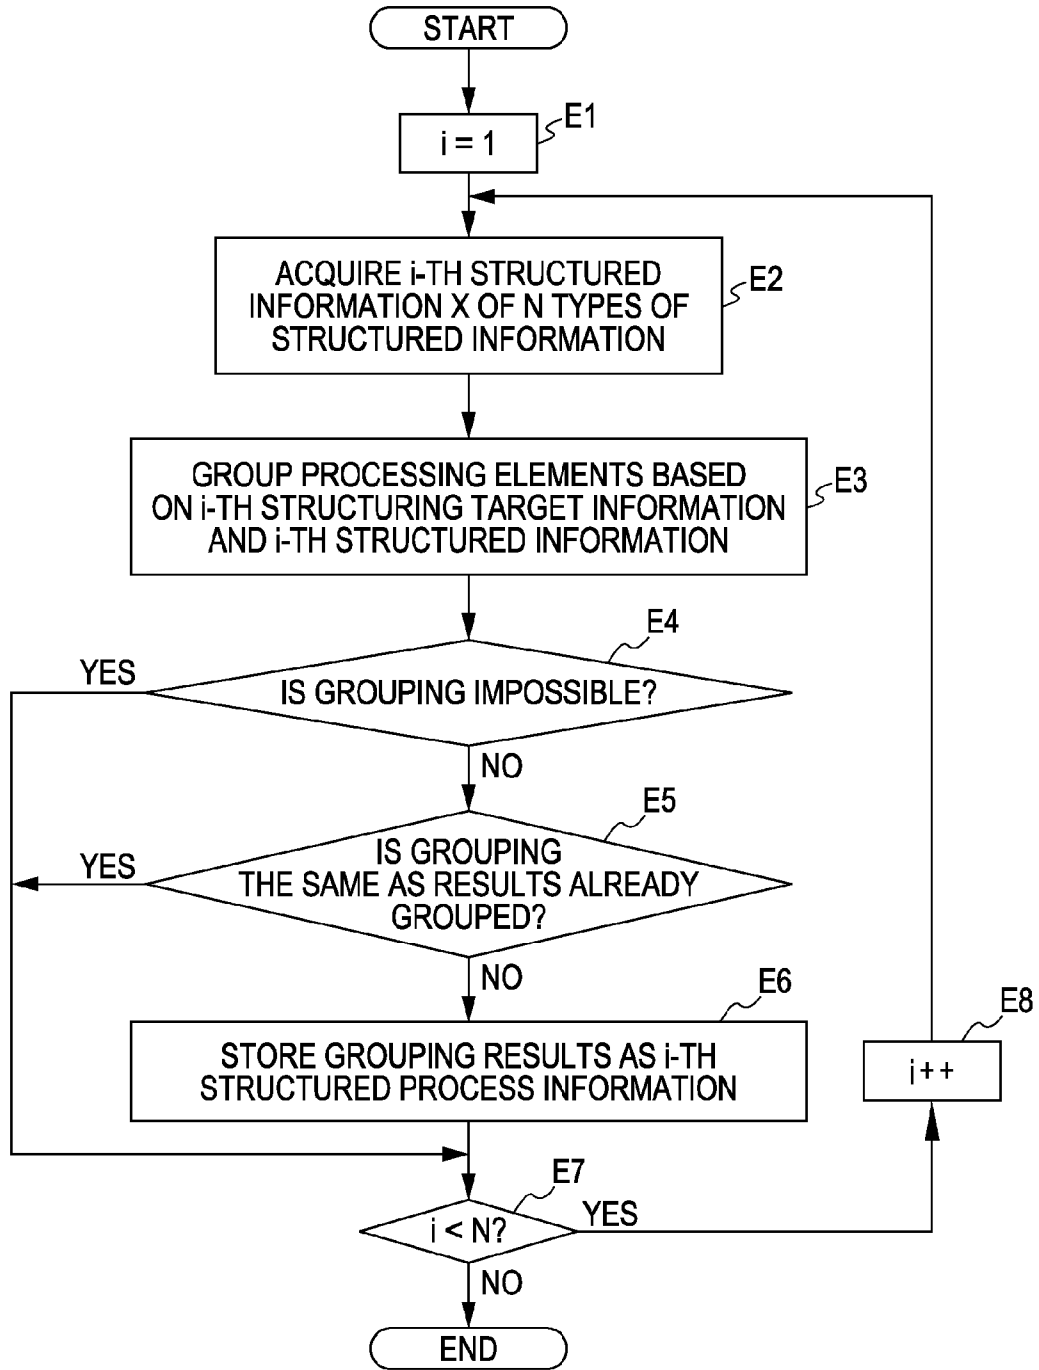 START
E1
i = 1
E2
ACQUIRE i-TH STRUCTURED
INFORMATION X OF N TYPES OF
STRUCTURED INFORMATION
E3
GROUP PROCESSING ELEMENTS BASED
ON i-TH STRUCTURING TARGET INFORMATION
AND i-TH STRUCTURED INFORMATION
E4
YES
IS GROUPING IMPOSSIBLE?
NO
E5
YES
IS GROUPING
THE SAME AS RESULTS ALREADY
GROUPED?
NO
E6
STORE GROUPING RESULTS AS i-TH
STRUCTURED PROCESS INFORMATION
E8
i++
E7
i < N?
YES
NO
END